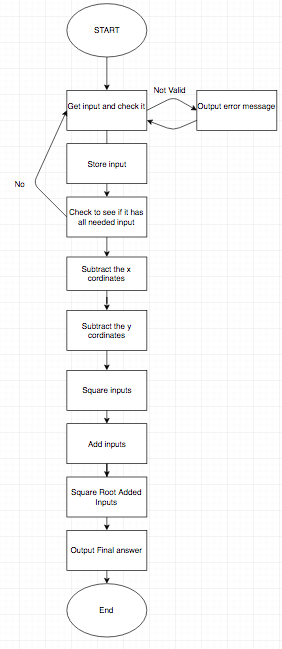 START
Not Valid
Get input and check it
Output error message
Store input
No
Check to see if it has
all needed input
Subtract the x
cordinates
Subtract the y
cordinates
Square inputs
Add inputs
Square Root Added
Inputs
Output Final answer
End